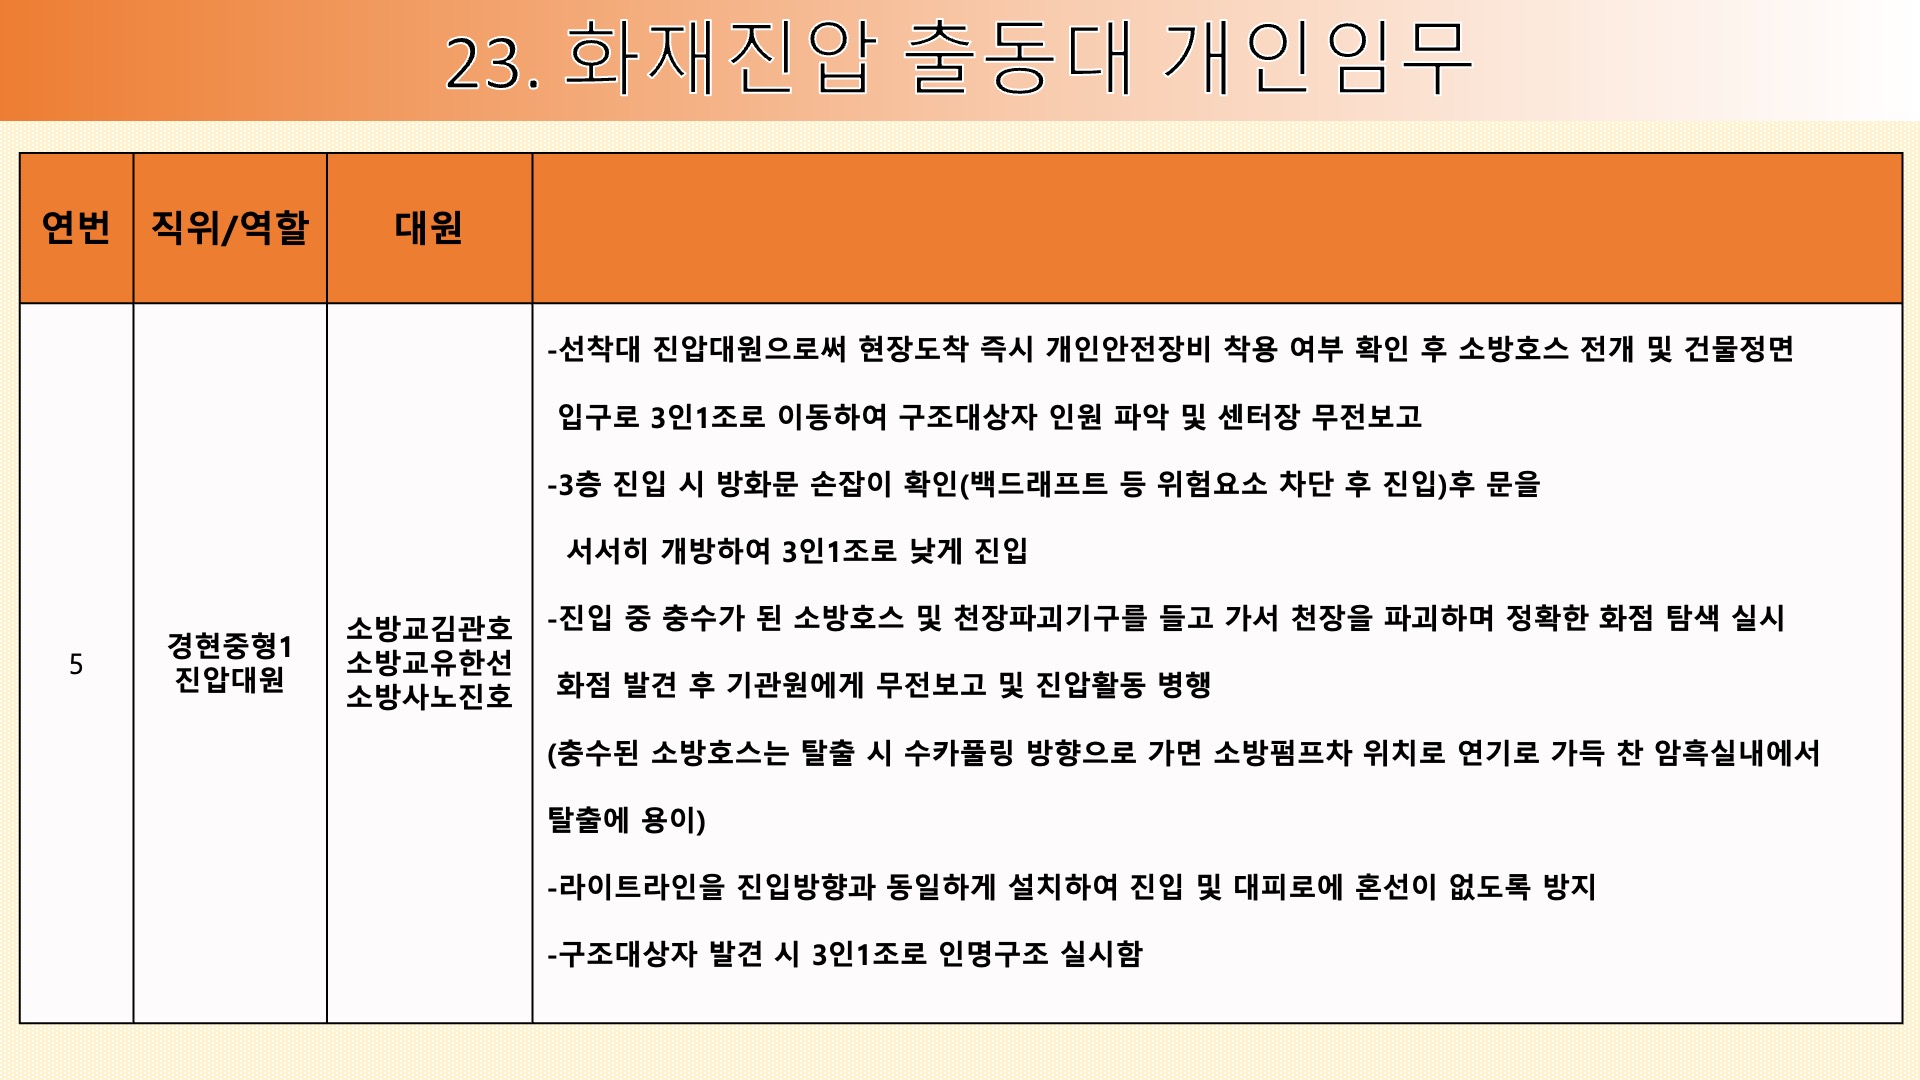 23. 화재진압 출동대 개인임무
연번
직위/역할
대원
5
경현중형1
진압대원
소방교김관호
소방교유한선
소방사노진호
-선착대 진압대원으로써 현장도착 즉시 개인안전장비 착용 여부 확인 후 소방호스 전개 및 건물정면
입구로 3인1조로 이동하여 구조대상자 인원 파악 및 센터장 무전보고
-3층 진입 시 방화문 손잡이 확인(백드래프트 등 위험요소 차단 후 진입)후 문을
서서히 개방하여 3인1조로 낮게 진입
-진입 중 충수가 된 소방호스 및 천장파괴기구를 들고 가서 천장을 파괴하며 정확한 화점 탐색 실시
화점 발견 후 기관원에게 무전보고 및 진압활동 병행
(충수된 소방호스는 탈출 시 수카풀링 방향으로 가면 소방펌프차 위치로 연기로 가득 찬 암흑실내에서
탈출에 용이)
-라이트라인을 진입방향과 동일하게 설치하여 진입 및 대피로에 혼선이 없도록 방지
-구조대상자 발견 시 3인1조로 인명구조 실시함